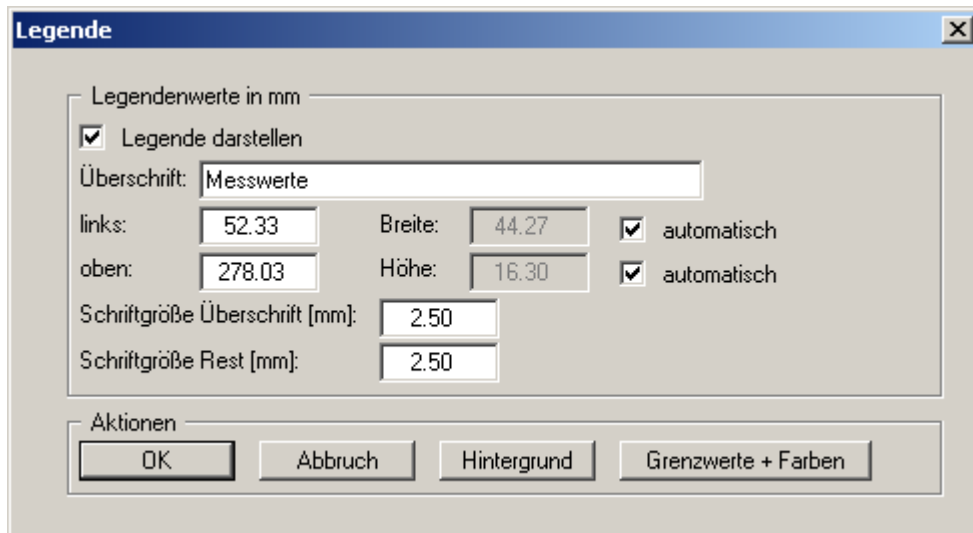 Legende
Legendenwerte in mm
Legende darstellen
Überschrift: Messwerte
links: 52.33 Breite: 44.27 automatisch
oben: 278.03 Höhe: 16.30 automatisch
Schriftgröße Überschrift [mm]: 2.50
Schriftgröße Rest [mm]: 2.50
Aktionen
OK Abbruch Hintergrund Grenzwerte + Farben